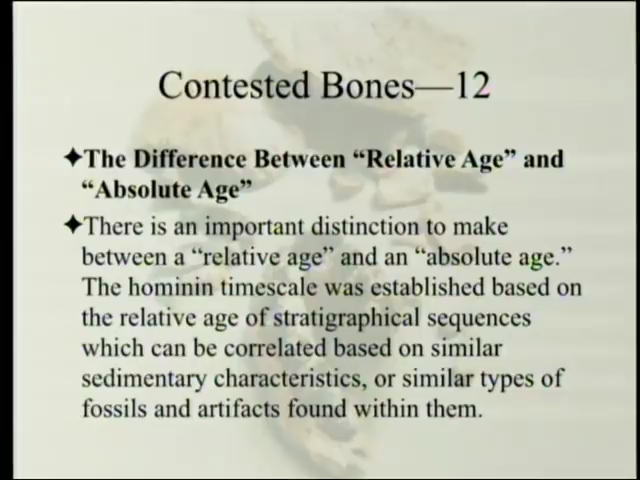 Contested Bones—12
✦The Difference Between “Relative Age” and
“Absolute Age”
✦There is an important distinction to make
between a “relative age” and an “absolute age.”
The hominin timescale was established based on
the relative age of stratigraphical sequences
which can be correlated based on similar
sedimentary characteristics, or similar types of
fossils and artifacts found within them.